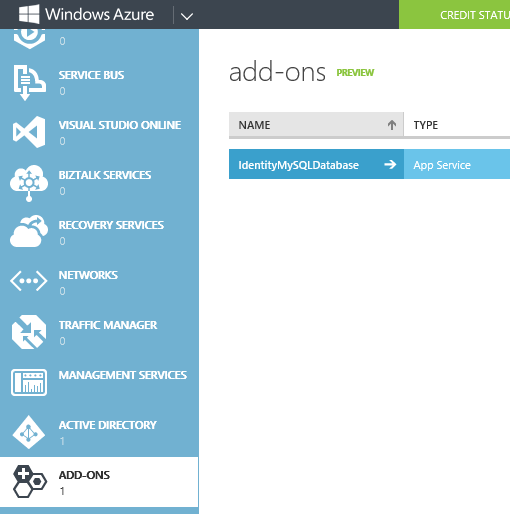 Windows Azure
CREDIT STATU
0
SERVICE BUS
0
VISUAL STUDIO ONLINE
0
BIZTALK SERVICES
0
RECOVERY SERVICES
0
NETWORKS
0
TRAFFIC MANAGER
0
MANAGEMENT SERVICES
ACTIVE DIRECTORY
1
ADD-ONS
1
add-ons PREVIEW
NAME TYPE
IdentityMySQLDatabase App Service